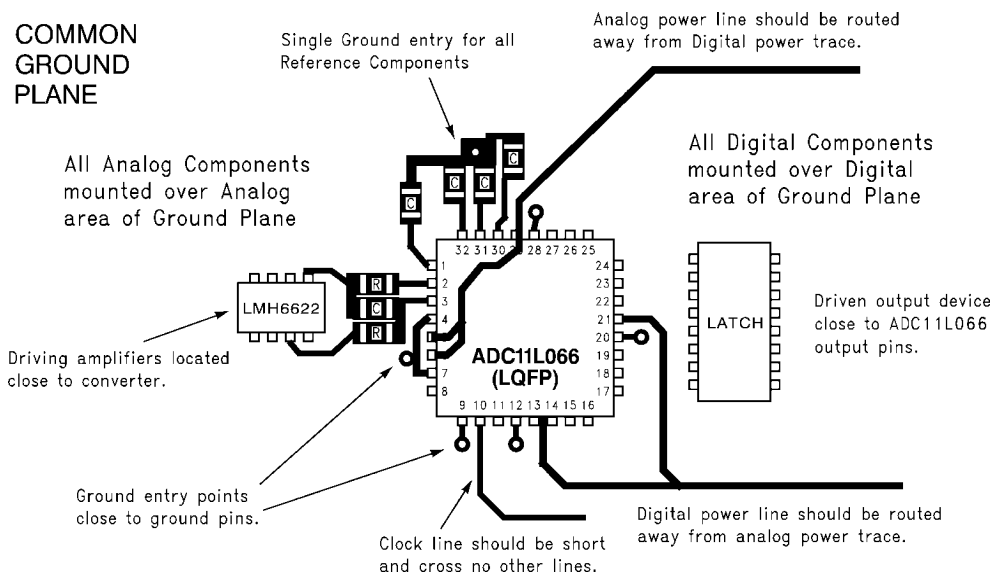 COMMON
GROUND
PLANE
Single Ground entry for all
Reference Components
Analog power line should be routed
away from Digital power trace.
All Analog Components
mounted over Analog
area of Ground Plane
All Digital Components
mounted over Digital
area of Ground Plane
C
C
C
C
32 31 30 28 27 26 25
1
2
3
4
7
8
24
23
22
21
20
19
18
17
R
C
R
LMH6622
ADC11L066
(LQFP)
LATCH
Driving amplifiers located
close to converter.
Driven output device
close to ADC11L066
output pins.
9 10 11 12 13 14 15 16
Ground entry points
close to ground pins.
Clock line should be short
and cross no other lines.
Digital power line should be routed
away from analog power trace.